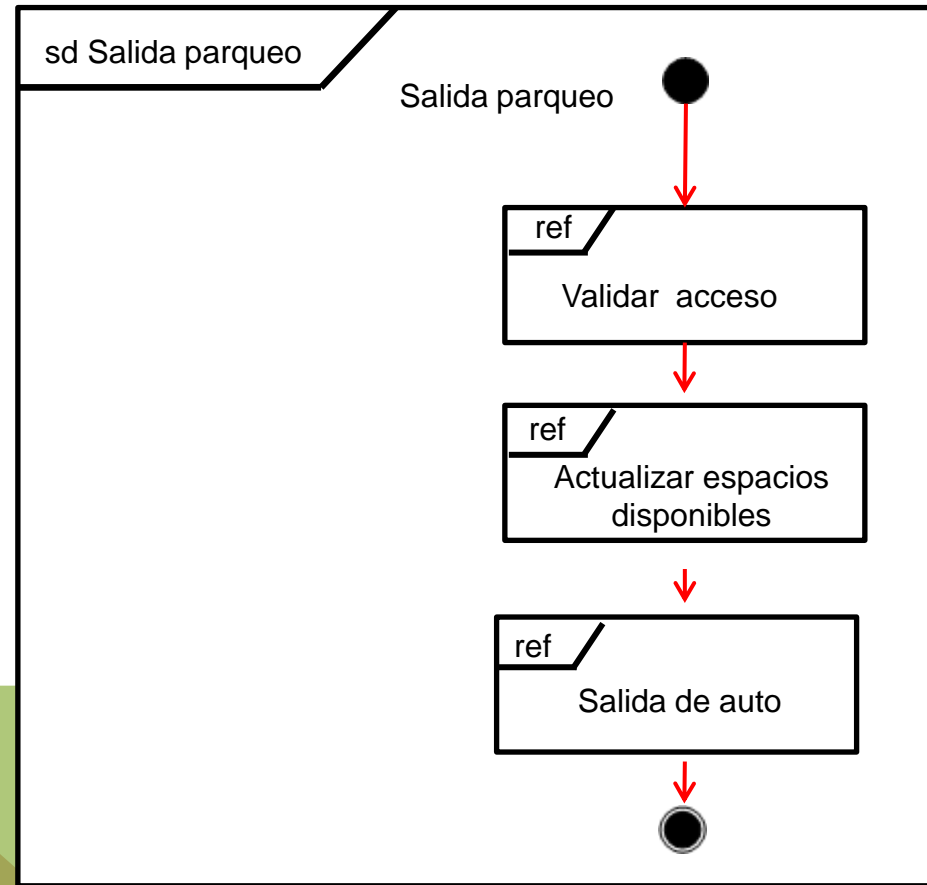 sd Salida parqueo
Salida parqueo
ref
Validar acceso
ref
Actualizar espacios
disponibles
ref
Salida de auto